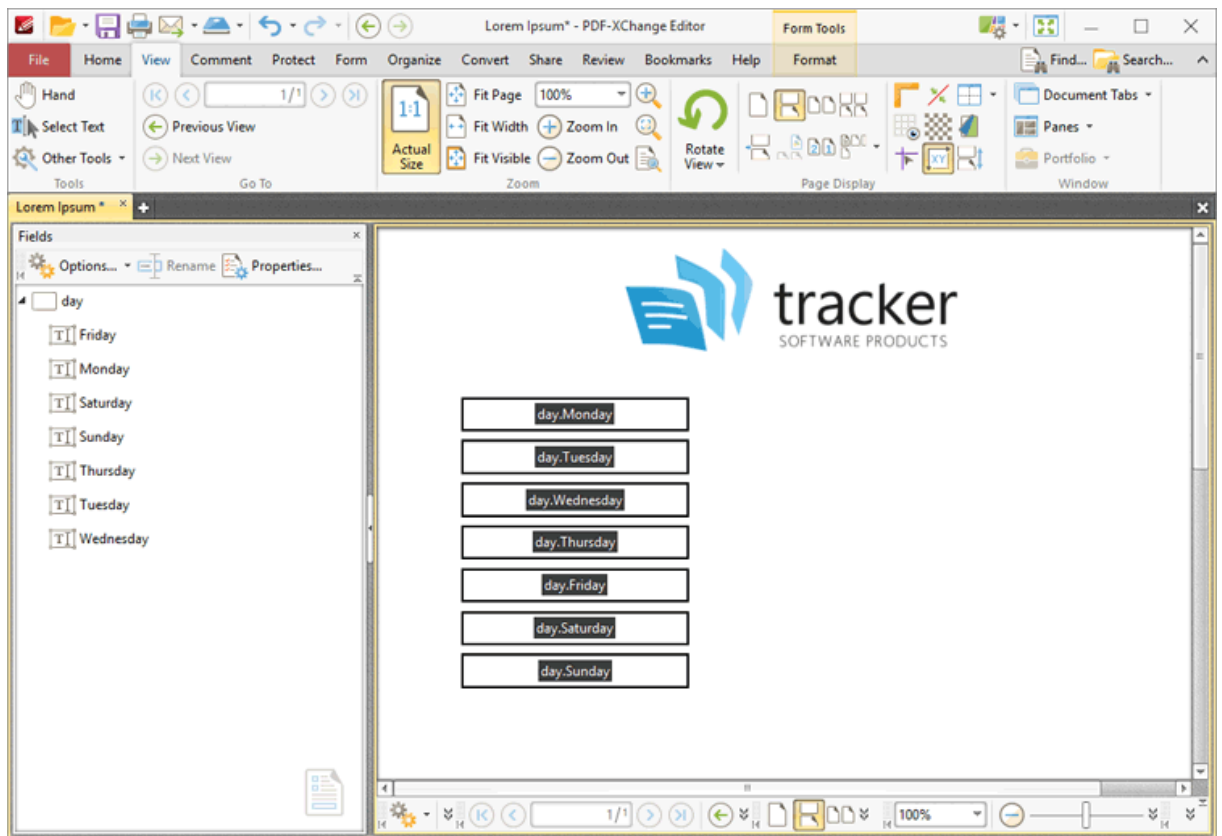 Lorem Ipsum* - PDF-XChange Editor
Form Tools
File Home View Comment Protect Form Organize Convert Share Review Bookmarks Help Format Find... Search...
Hand 1/1 Fit Page 100% Document Tabs
Select Text Previous View 1:1 Fit Width Zoom In Panes
Other Tools Next View Actual Size Fit Visible Zoom Out Rotate View Portfolio
Tools Go To Zoom Page Display Window
Lorem Ipsum *
Fields
Options... Rename Properties...
day
Friday
Monday
Saturday
Sunday
Thursday
Tuesday
Wednesday
tracker
SOFTWARE PRODUCTS
day.Monday
day.Tuesday
day.Wednesday
day.Thursday
day.Friday
day.Saturday
day.Sunday
1/1 100%